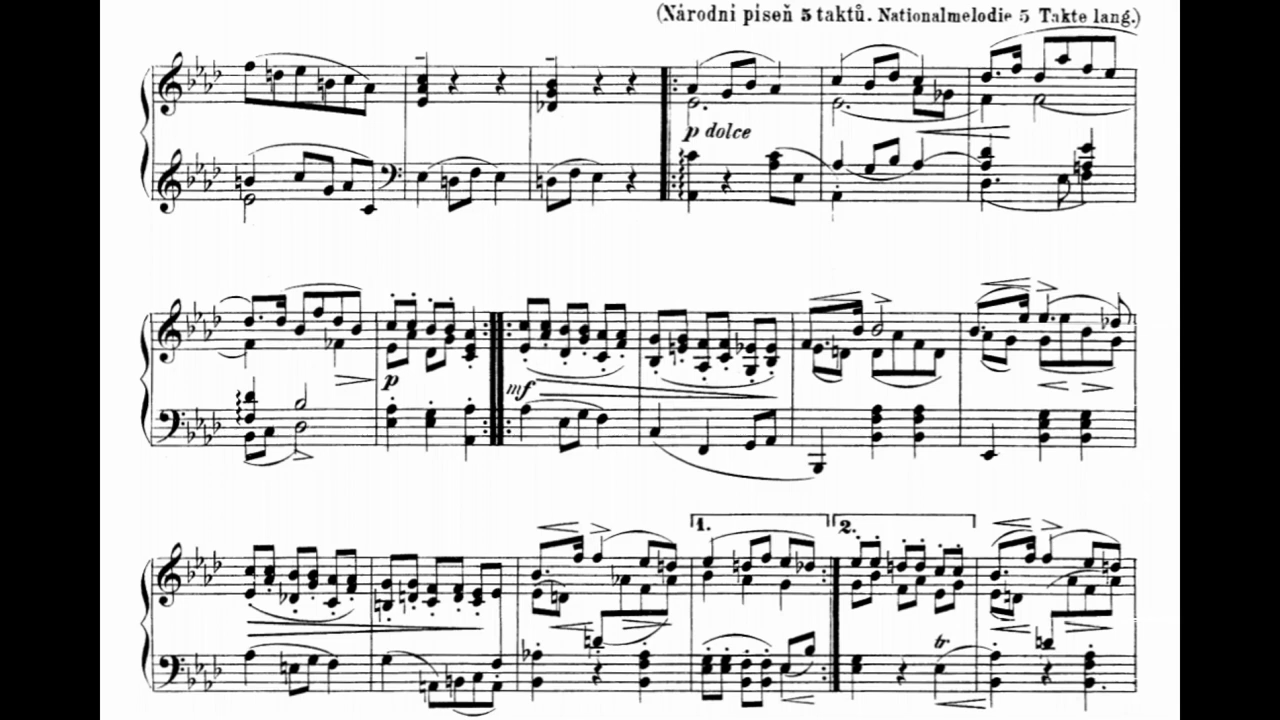 (Národni piseň 5 taktů. Nationalmelodie 5 Takte lang.)
p dolce
p
mf
1. 2.
tr